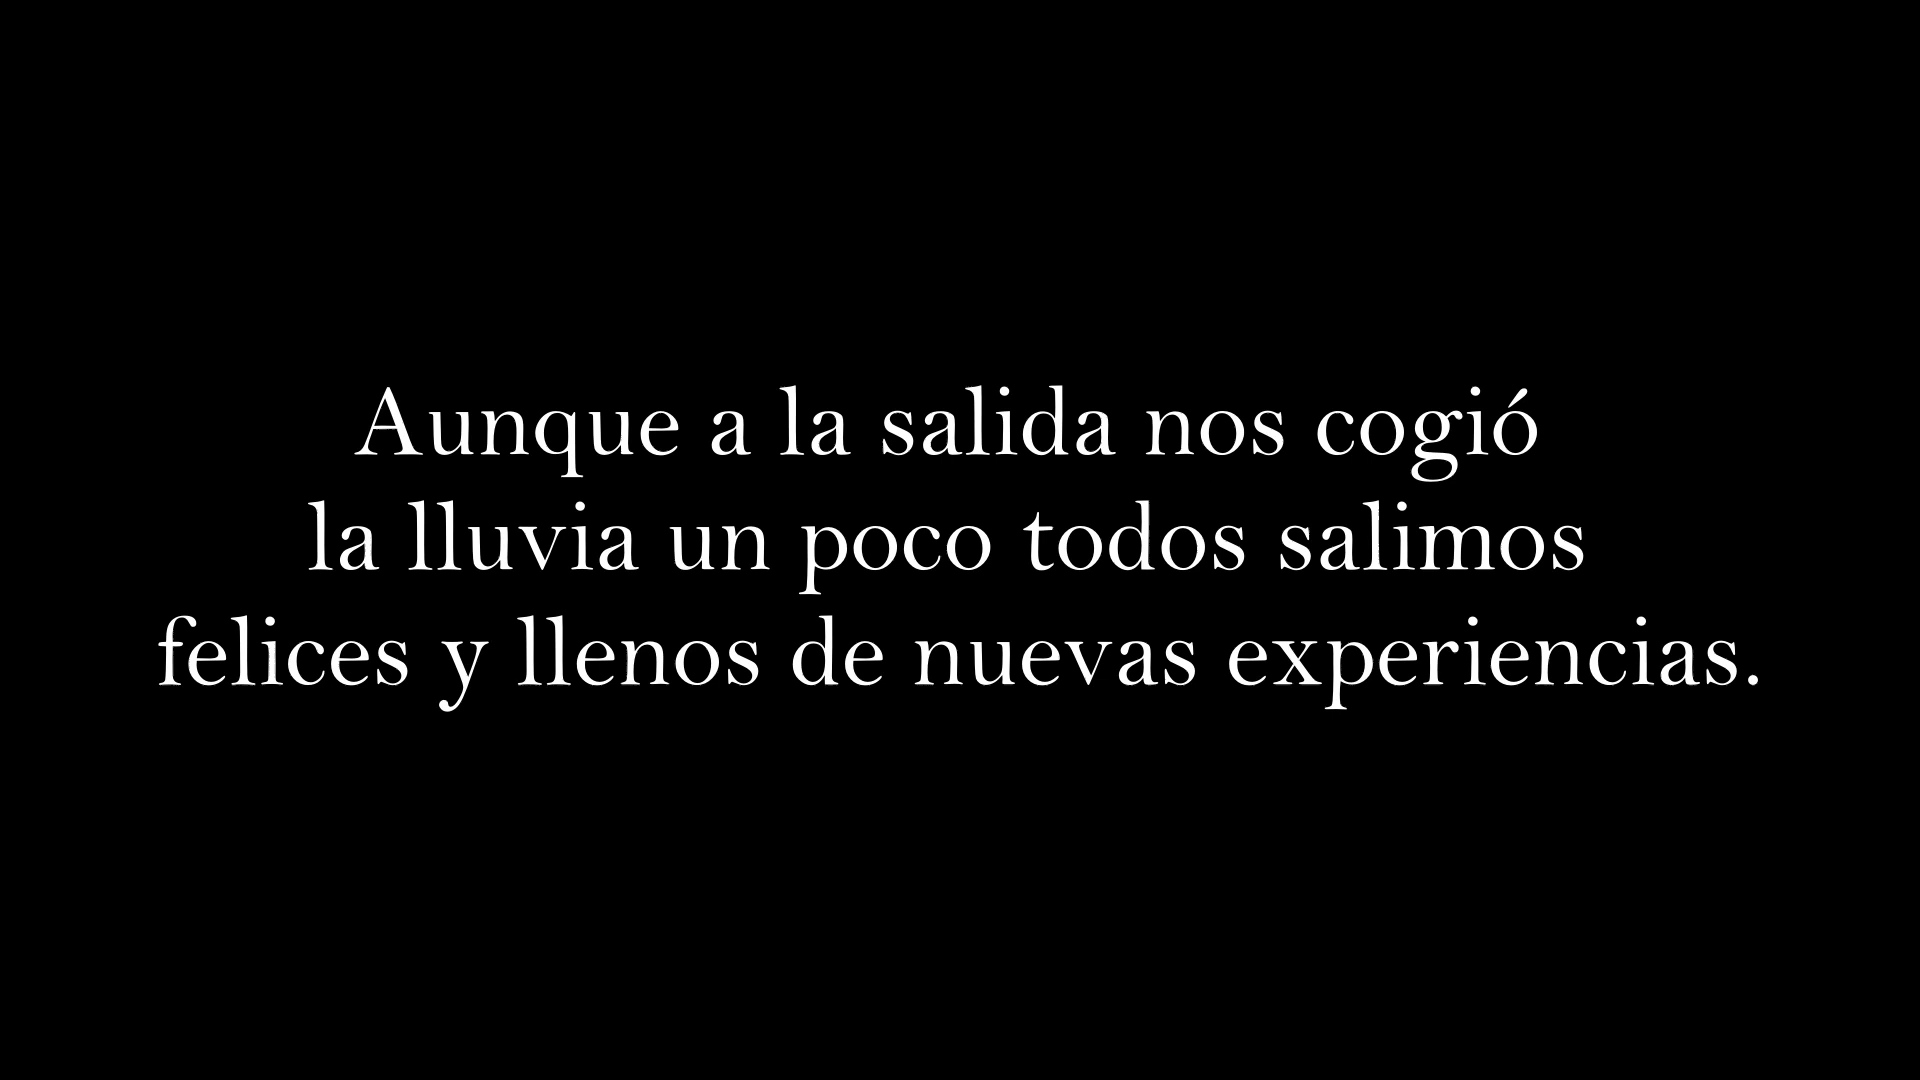 Aunque a la salida nos cogió
la lluvia un poco todos salimos
felices y llenos de nuevas experiencias.